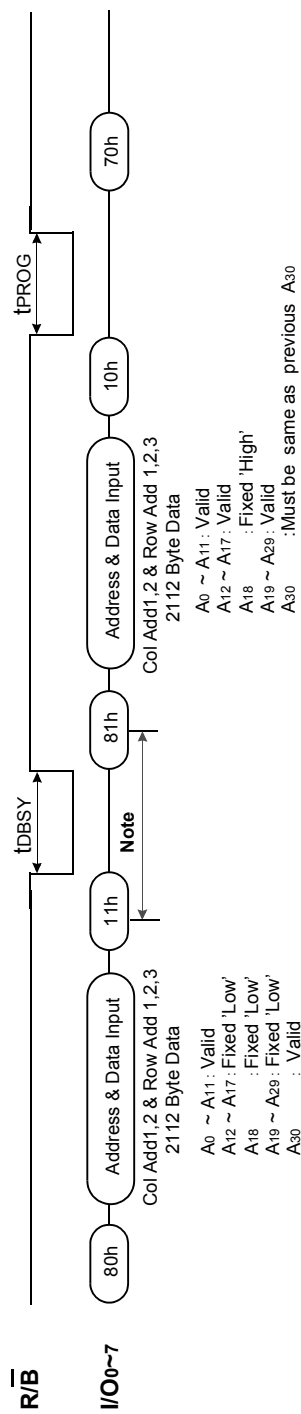 R/B
tDBSY
tPROG
I/O0~7
80h
Address & Data Input
11h
81h
Address & Data Input
10h
70h
Note
Col Add1,2 & Row Add 1,2,3
2112 Byte Data
A0 ~ A11 : Valid
A12 ~ A17 : Fixed 'Low'
A18 : Fixed 'Low'
A19 ~ A29 : Fixed 'Low'
A30 : Valid
Col Add1,2 & Row Add 1,2,3
2112 Byte Data
A0 ~ A11 : Valid
A12 ~ A17 : Valid
A18 : Fixed 'High'
A19 ~ A29 : Valid
A30 :Must be same as previous A30